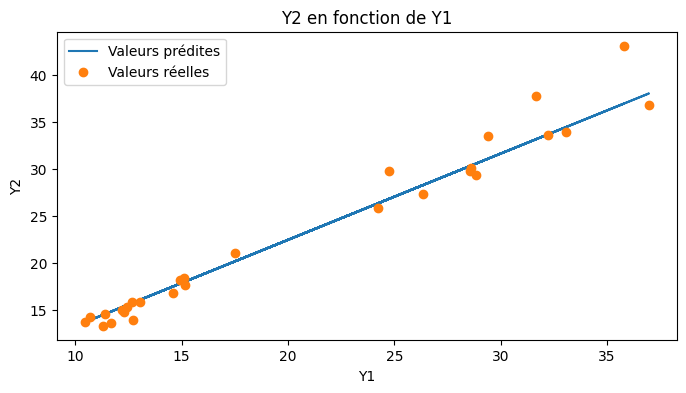 Y2 en fonction de Y1
Valeurs prédites
Valeurs réelles
40
35
30
25
20
15
Y2
10
15
20
25
30
35
Y1